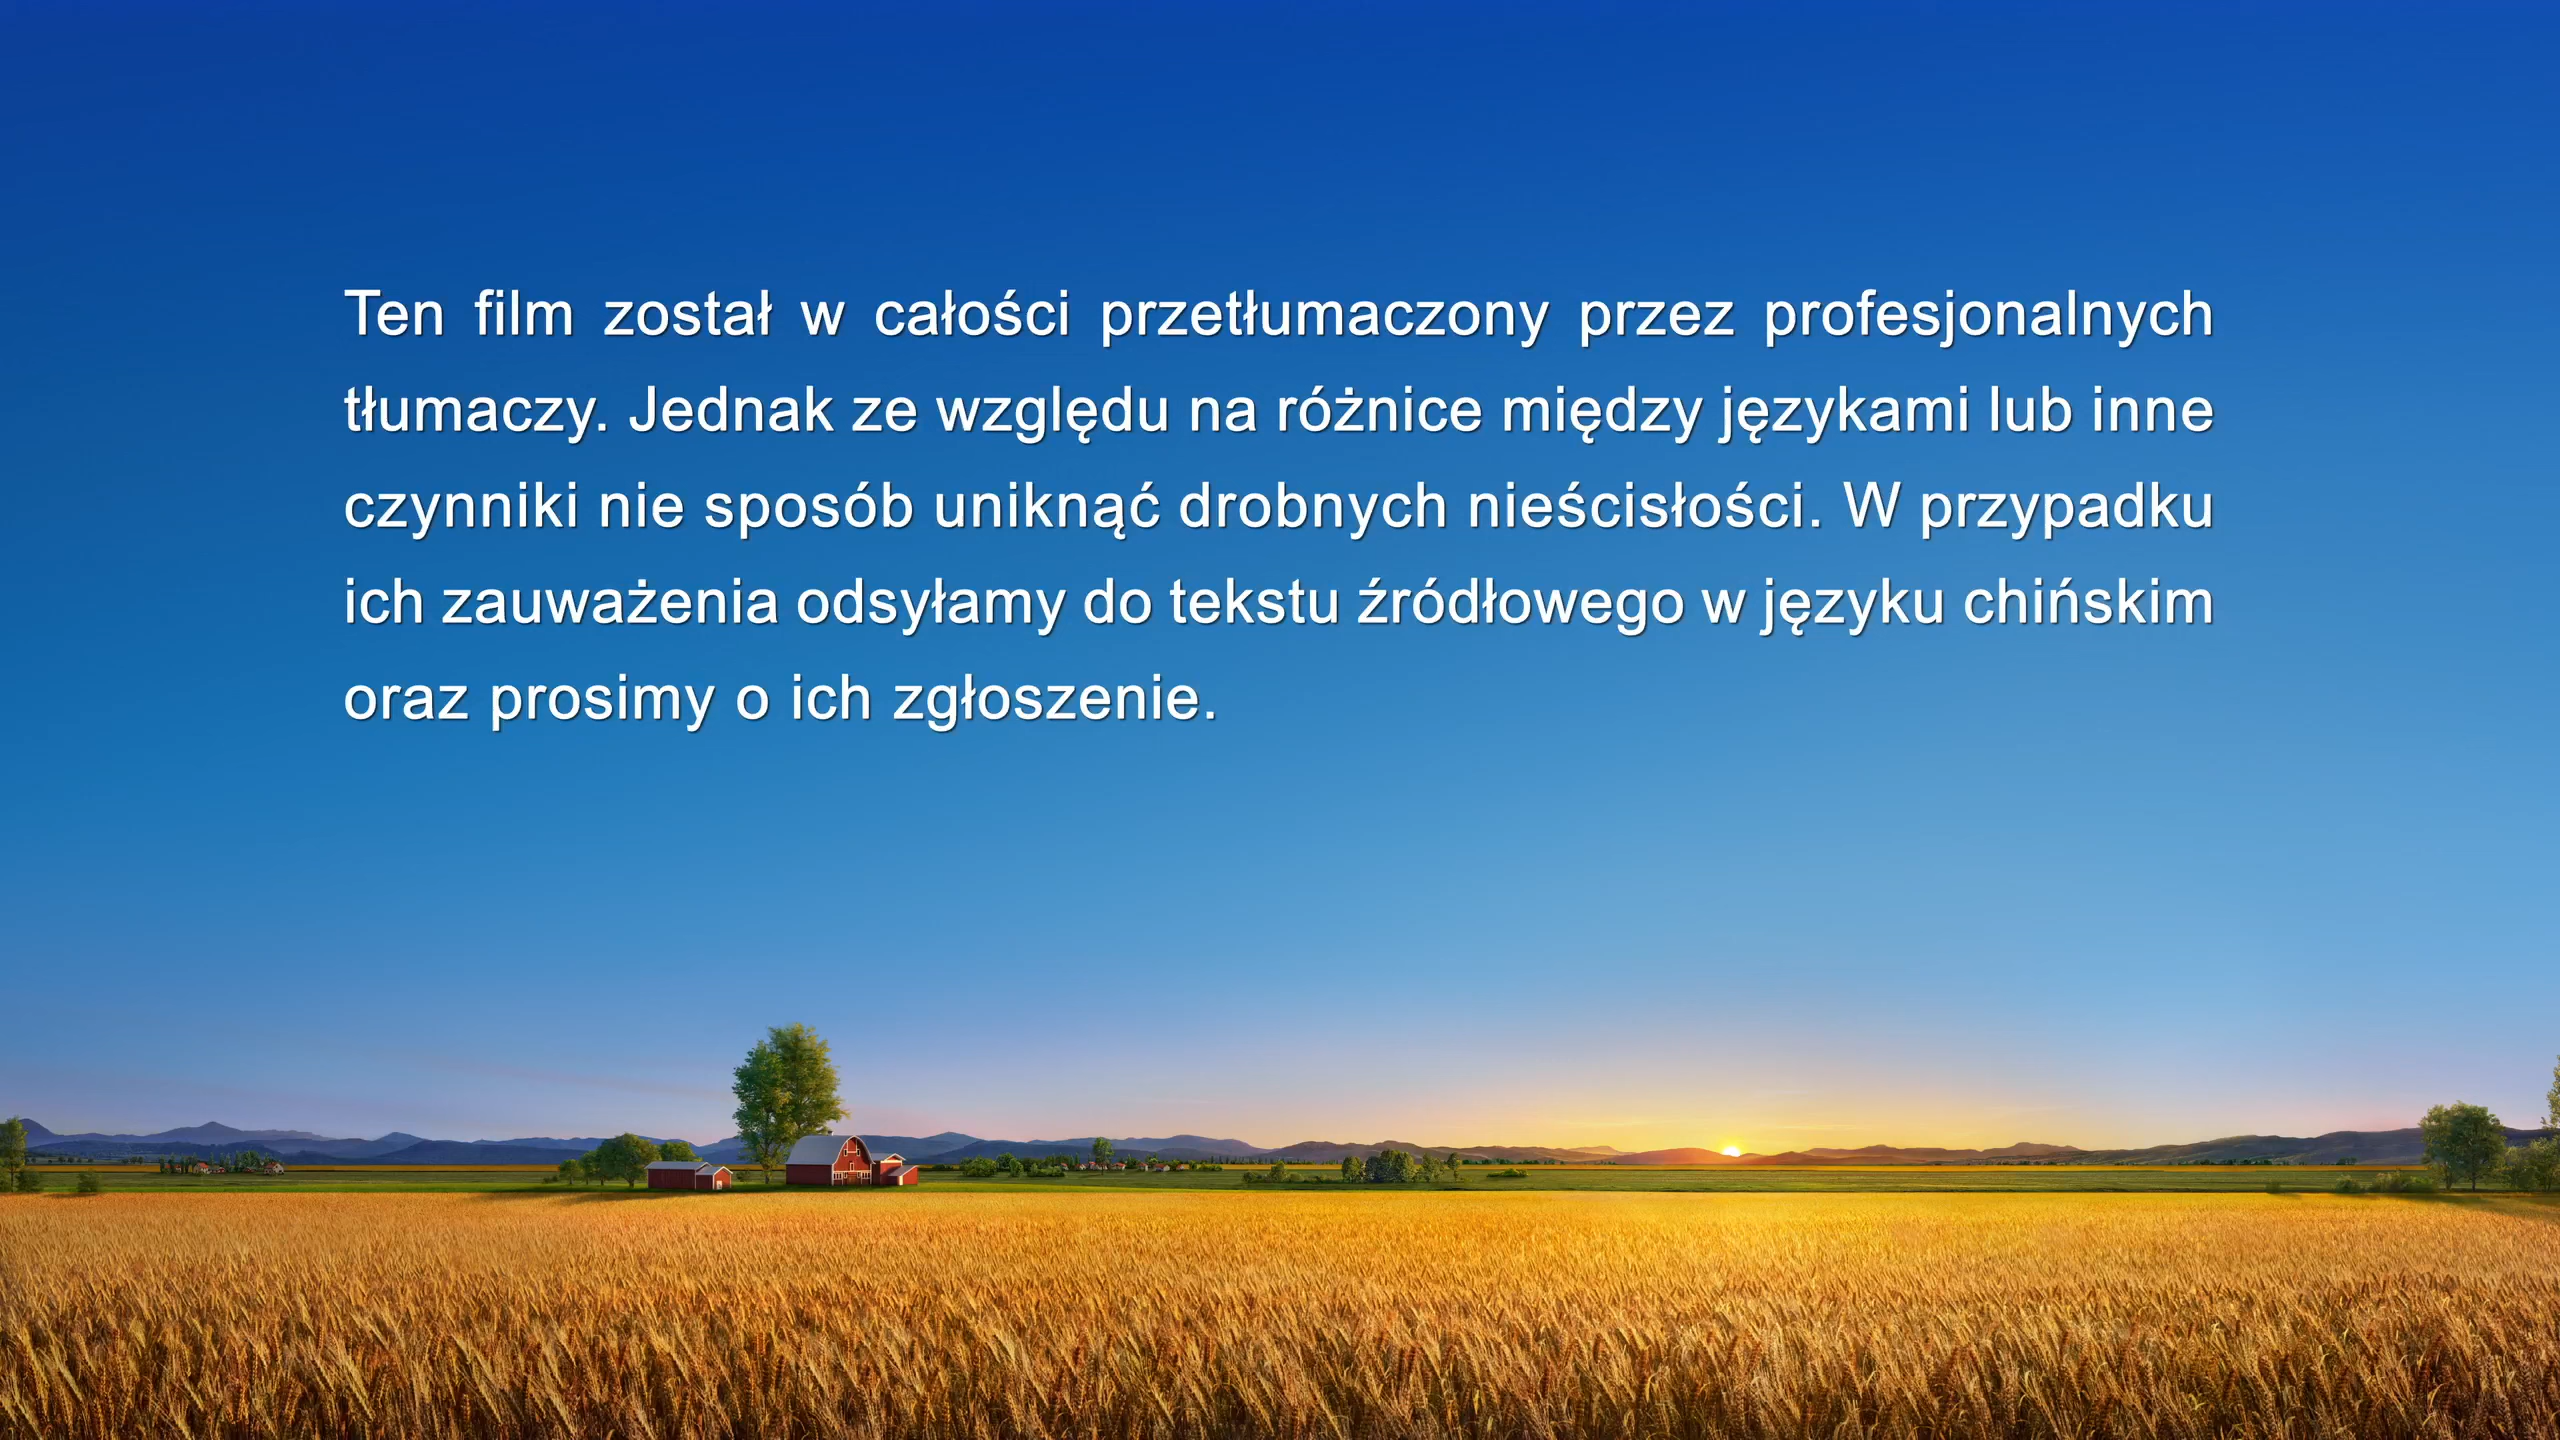 Ten film został w całości przetłumaczony przez profesjonalnych
tłumaczy. Jednak ze względu na różnice między językami lub inne
czynniki nie sposób uniknąć drobnych nieścisłości. W przypadku
ich zauważenia odsyłamy do tekstu źródłowego w języku chińskim
oraz prosimy o ich zgłoszenie.